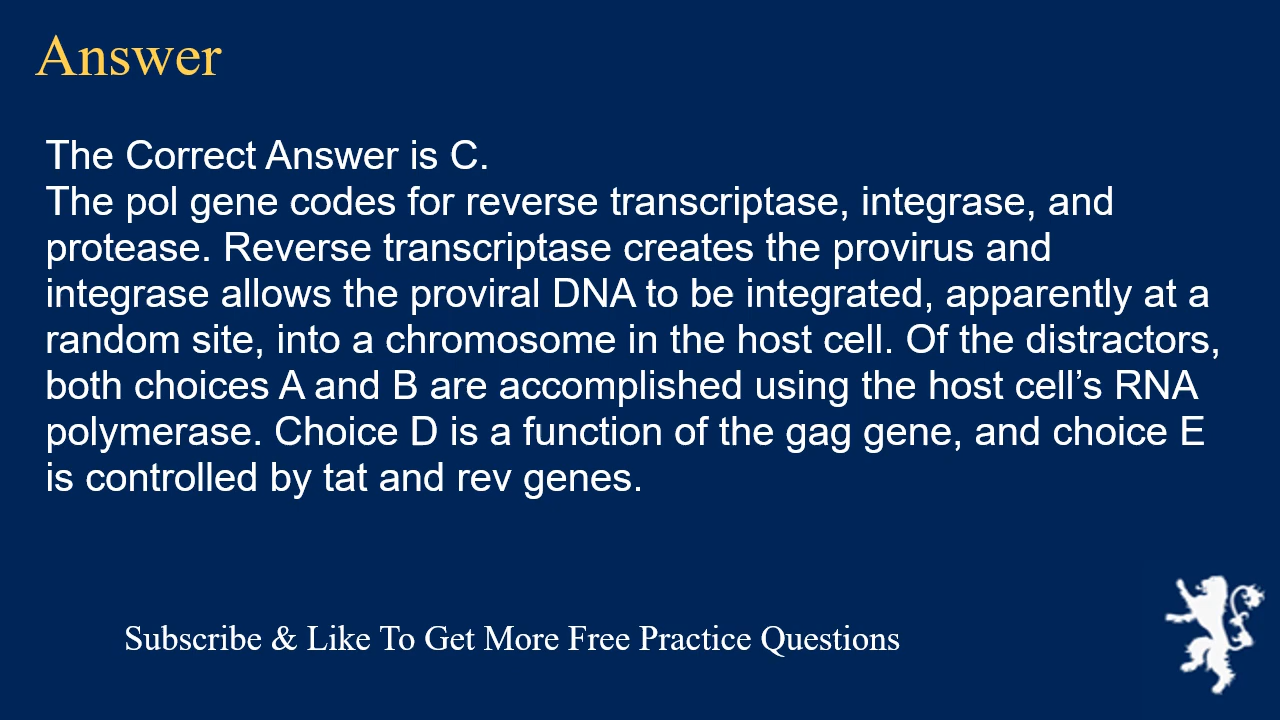 Answer
The Correct Answer is C.
The pol gene codes for reverse transcriptase, integrase, and
protease. Reverse transcriptase creates the provirus and
integrase allows the proviral DNA to be integrated, apparently at a
random site, into a chromosome in the host cell. Of the distractors,
both choices A and B are accomplished using the host cell’s RNA
polymerase. Choice D is a function of the gag gene, and choice E
is controlled by tat and rev genes.
Subscribe & Like To Get More Free Practice Questions